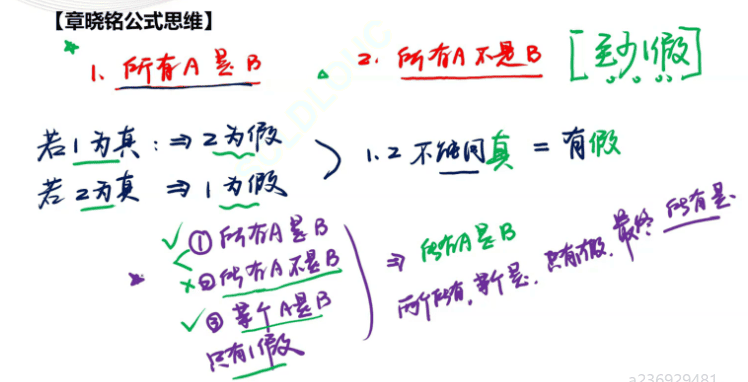 【章晓铭公式思维】
1. 所有A是B 2. 所有A不是B [至少1假]
若1为真：⇒ 2为假
若2为真 ⇒ 1为假
1.2 不能同真 = 有假
✓ ① 所有A是B
× ② 所有A不是B
✓ ③ 某个A是B
只有1假
⇒ 所有A是B
两个所有，某个是，只有1假，最终所有是
a236929481